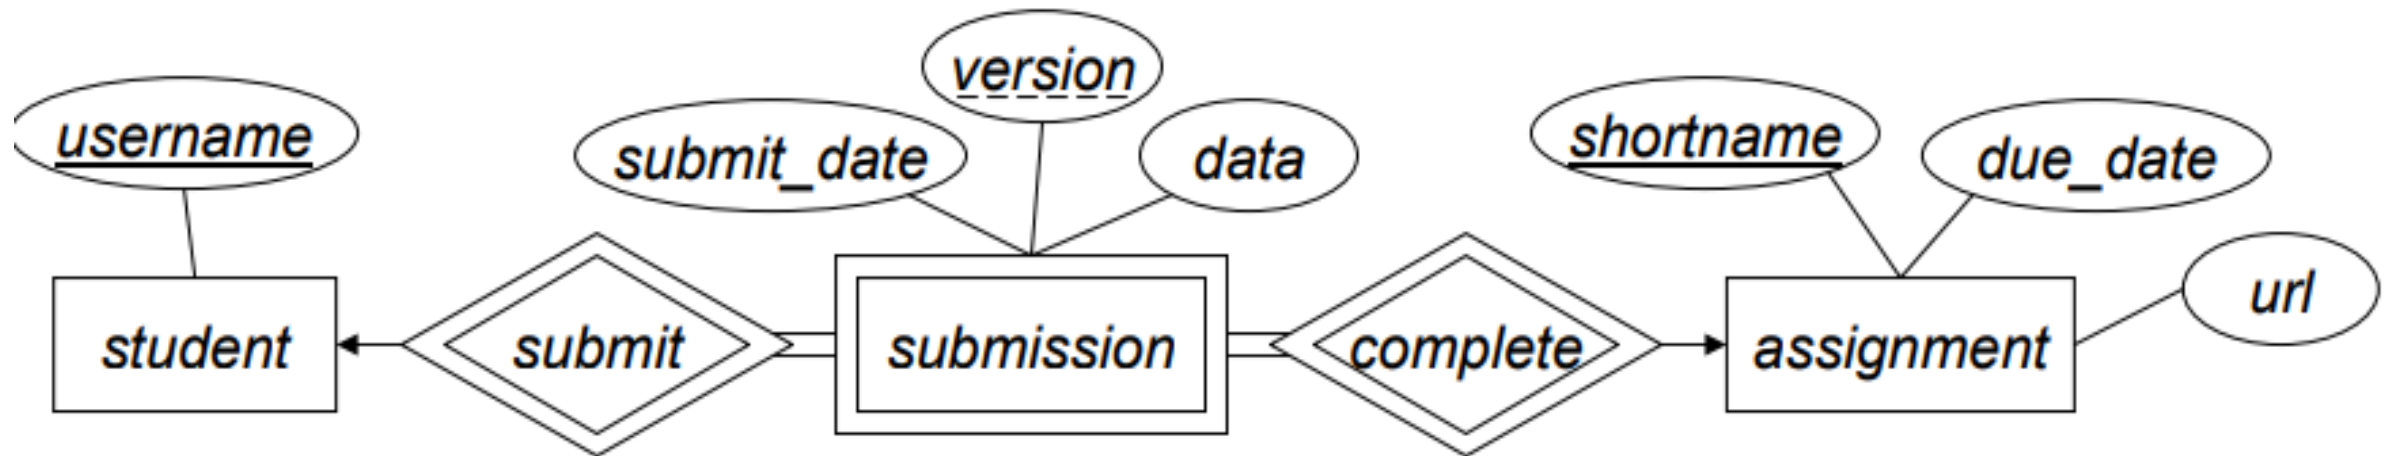 version
username
submit_date
data
shortname
due_date
url
student
submit
submission
complete
assignment